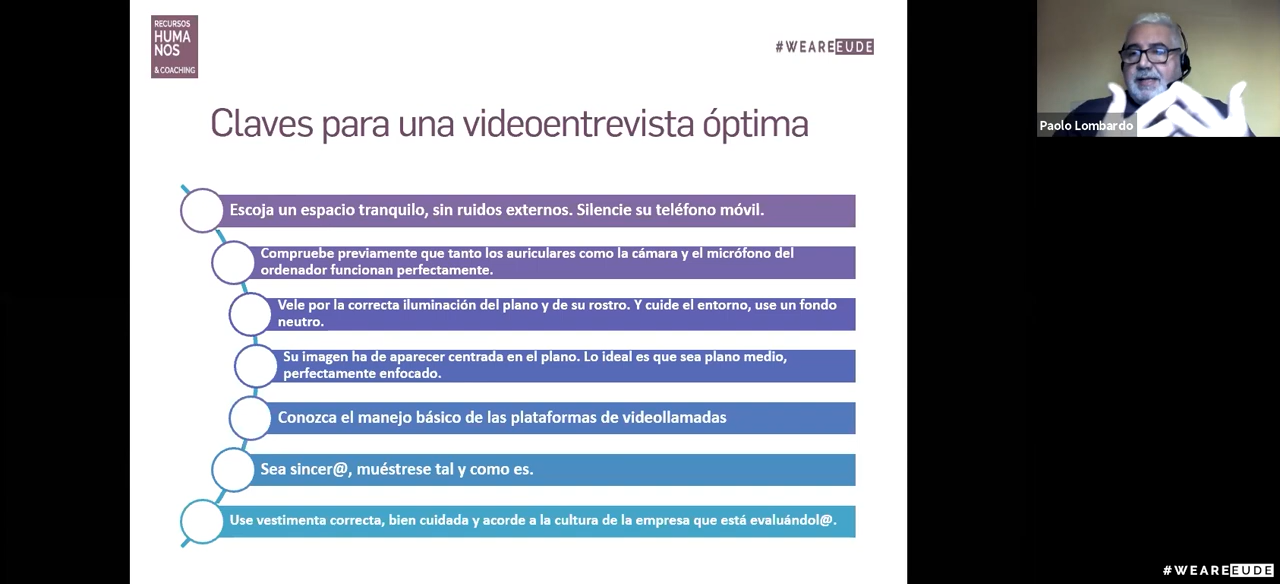 RECURSOS
HUMA
NOS
& COACHING
#WEAREEUDE
Paolo Lombardo
Claves para una videoentrevista óptima
Escoja un espacio tranquilo, sin ruidos externos. Silencie su teléfono móvil.
Compruebe previamente que tanto los auriculares como la cámara y el micrófono del
ordenador funcionan perfectamente.
Vele por la correcta iluminación del plano y de su rostro. Y cuide el entorno, use un fondo
neutro.
Su imagen ha de aparecer centrada en el plano. Lo ideal es que sea plano medio,
perfectamente enfocado.
Conozca el manejo básico de las plataformas de videollamadas
Sea sincer@, muéstrese tal y como es.
Use vestimenta correcta, bien cuidada y acorde a la cultura de la empresa que está evaluándol@.
#WEAREEUDE